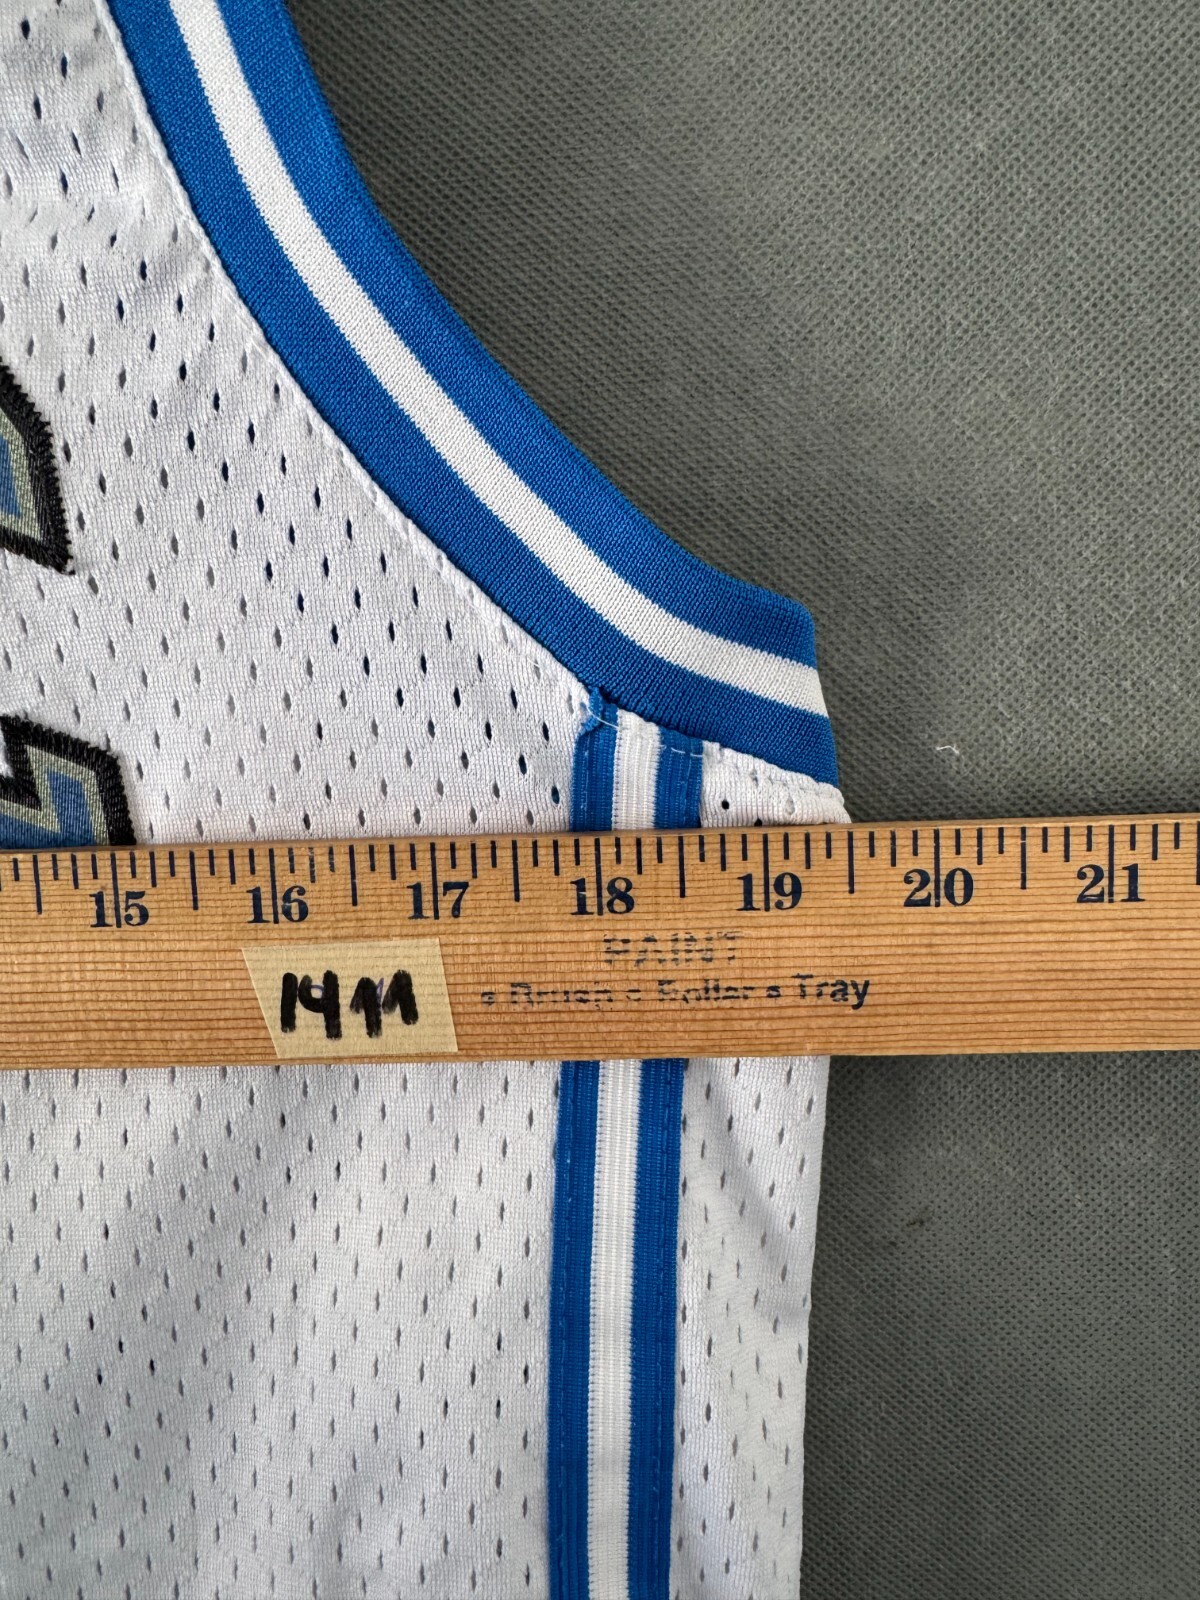 15 16 17 18 19 20 21
PAINT
• Brush • Roller • Tray
1411